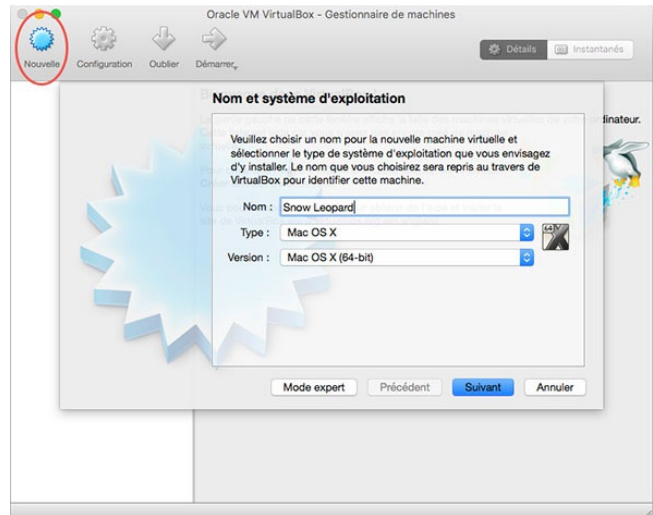 Oracle VM VirtualBox - Gestionnaire de machines
Nouvelle
Configuration
Oublier
Démarrer
Détails
Instantanés
Nom et système d'exploitation
ordinateur.
Veuillez choisir un nom pour la nouvelle machine virtuelle et
sélectionner le type de système d'exploitation que vous envisagez
d'y installer. Le nom que vous choisirez sera repris au travers de
VirtualBox pour identifier cette machine.
Nom : Snow Leopard
Type : Mac OS X
64
Version : Mac OS X (64-bit)
Mode expert
Précédent
Suivant
Annuler